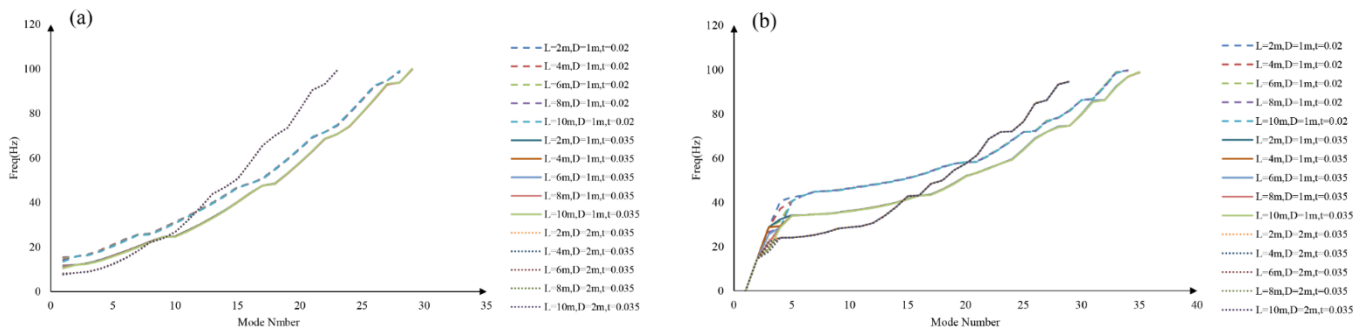 (a)
120
100
80
60
40
20
0
Freq(Hz)
0 5 10 15 20 25 30 35
Mode Nmber
L=2m,D=1m,t=0.02
L=4m,D=1m,t=0.02
L=6m,D=1m,t=0.02
L=8m,D=1m,t=0.02
L=10m,D=1m,t=0.02
L=2m,D=1m,t=0.035
L=4m,D=1m,t=0.035
L=6m,D=1m,t=0.035
L=8m,D=1m,t=0.035
L=10m,D=1m,t=0.035
L=2m,D=2m,t=0.035
L=4m,D=2m,t=0.035
L=6m,D=2m,t=0.035
L=8m,D=2m,t=0.035
L=10m,D=2m,t=0.035
(b)
120
100
80
60
40
20
0
Freq(Hz)
0 5 10 15 20 25 30 35 40
Mode Number
L=2m,D=1m,t=0.02
L=4m,D=1m,t=0.02
L=6m,D=1m,t=0.02
L=8m,D=1m,t=0.02
L=10m,D=1m,t=0.02
L=2m,D=1m,t=0.035
L=4m,D=1m,t=0.035
L=6m,D=1m,t=0.035
L=8m,D=1m,t=0.035
L=10m,D=1m,t=0.035
L=2m,D=2m,t=0.035
L=4m,D=2m,t=0.035
L=6m,D=2m,t=0.035
L=8m,D=2m,t=0.035
L=10m,D=2m,t=0.035